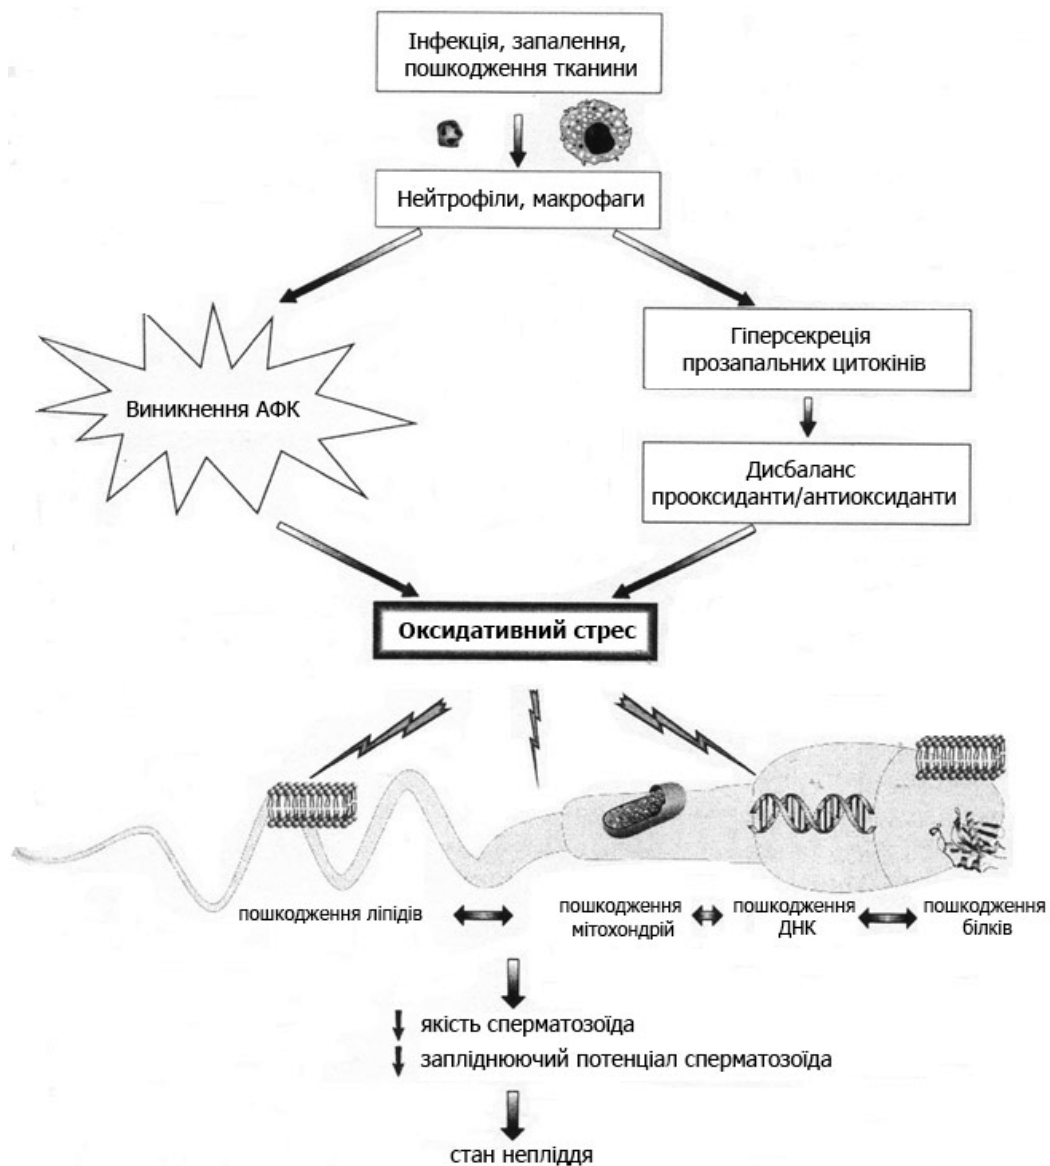 Інфекція, запалення,
пошкодження тканини
Нейтрофіли, макрофаги
Гіперсекреція
прозапальних цитокінів
Виникнення АФК
Дисбаланс
прооксиданти/антиоксиданти
Оксидативний стрес
пошкодження ліпідів
пошкодження
мітохондрій
пошкодження
ДНК
пошкодження
білків
якість сперматозоїда
запліднюючий потенціал сперматозоїда
стан непліддя